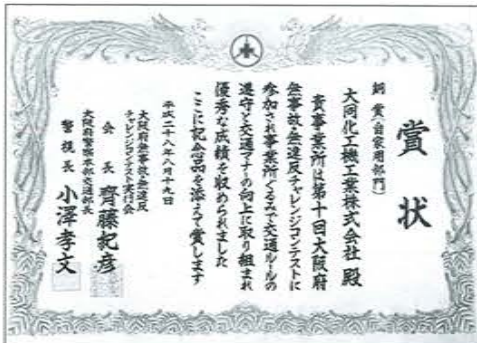 賞状
銅賞(自家用部門)
大同化工機工業株式会社 殿
貴事業所は第十回大阪府
無事故・無違反チャレンジコンテストに
参加され事業所ぐるみで交通ルールの
遵守と交通マナーの向上に取り組まれ
優秀な成績を収められました
ここに記念品を添えて賞します
平成二十八年八月十九日
大阪府無事故・無違反
チャレンジコンテスト実行会
会長 齊藤紀彦
大阪府警察本部交通部長
警視長 小澤孝文